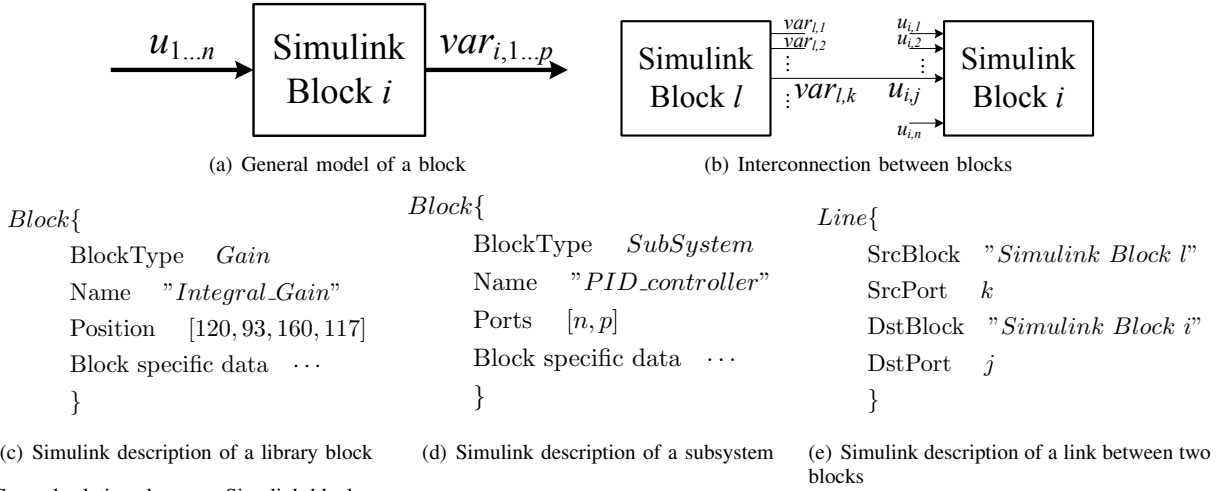 u1...n
Simulink
Block i
vari,1...p
(a) General model of a block
Simulink
Block l
varl,1
varl,2
⋮
varl,k
⋮
ui,1
ui,2
⋮
ui,j
ui,n
Simulink
Block i
(b) Interconnection between blocks
Block{
BlockType Gain
Name "Integral_Gain"
Position [120, 93, 160, 117]
Block specific data ⋯
}
(c) Simulink description of a library block
Block{
BlockType SubSystem
Name "PID_controller"
Ports [n, p]
Block specific data ⋯
}
(d) Simulink description of a subsystem
Line{
SrcBlock "Simulink Block l"
SrcPort k
DstBlock "Simulink Block i"
DstPort j
}
(e) Simulink description of a link between two
blocks